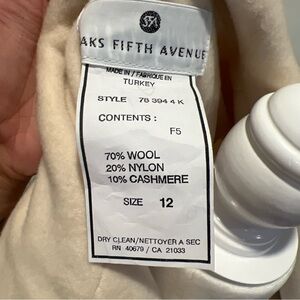 SFA
AKS FIFTH AVENUE
MADE IN / FABRIQUE EN
TURKEY
STYLE 78 394 4 K
CONTENTS :
F5
70% WOOL
20% NYLON
10% CASHMERE
SIZE 12
DRY CLEAN/NETTOYER A SEC
RN 40679 / CA 21033